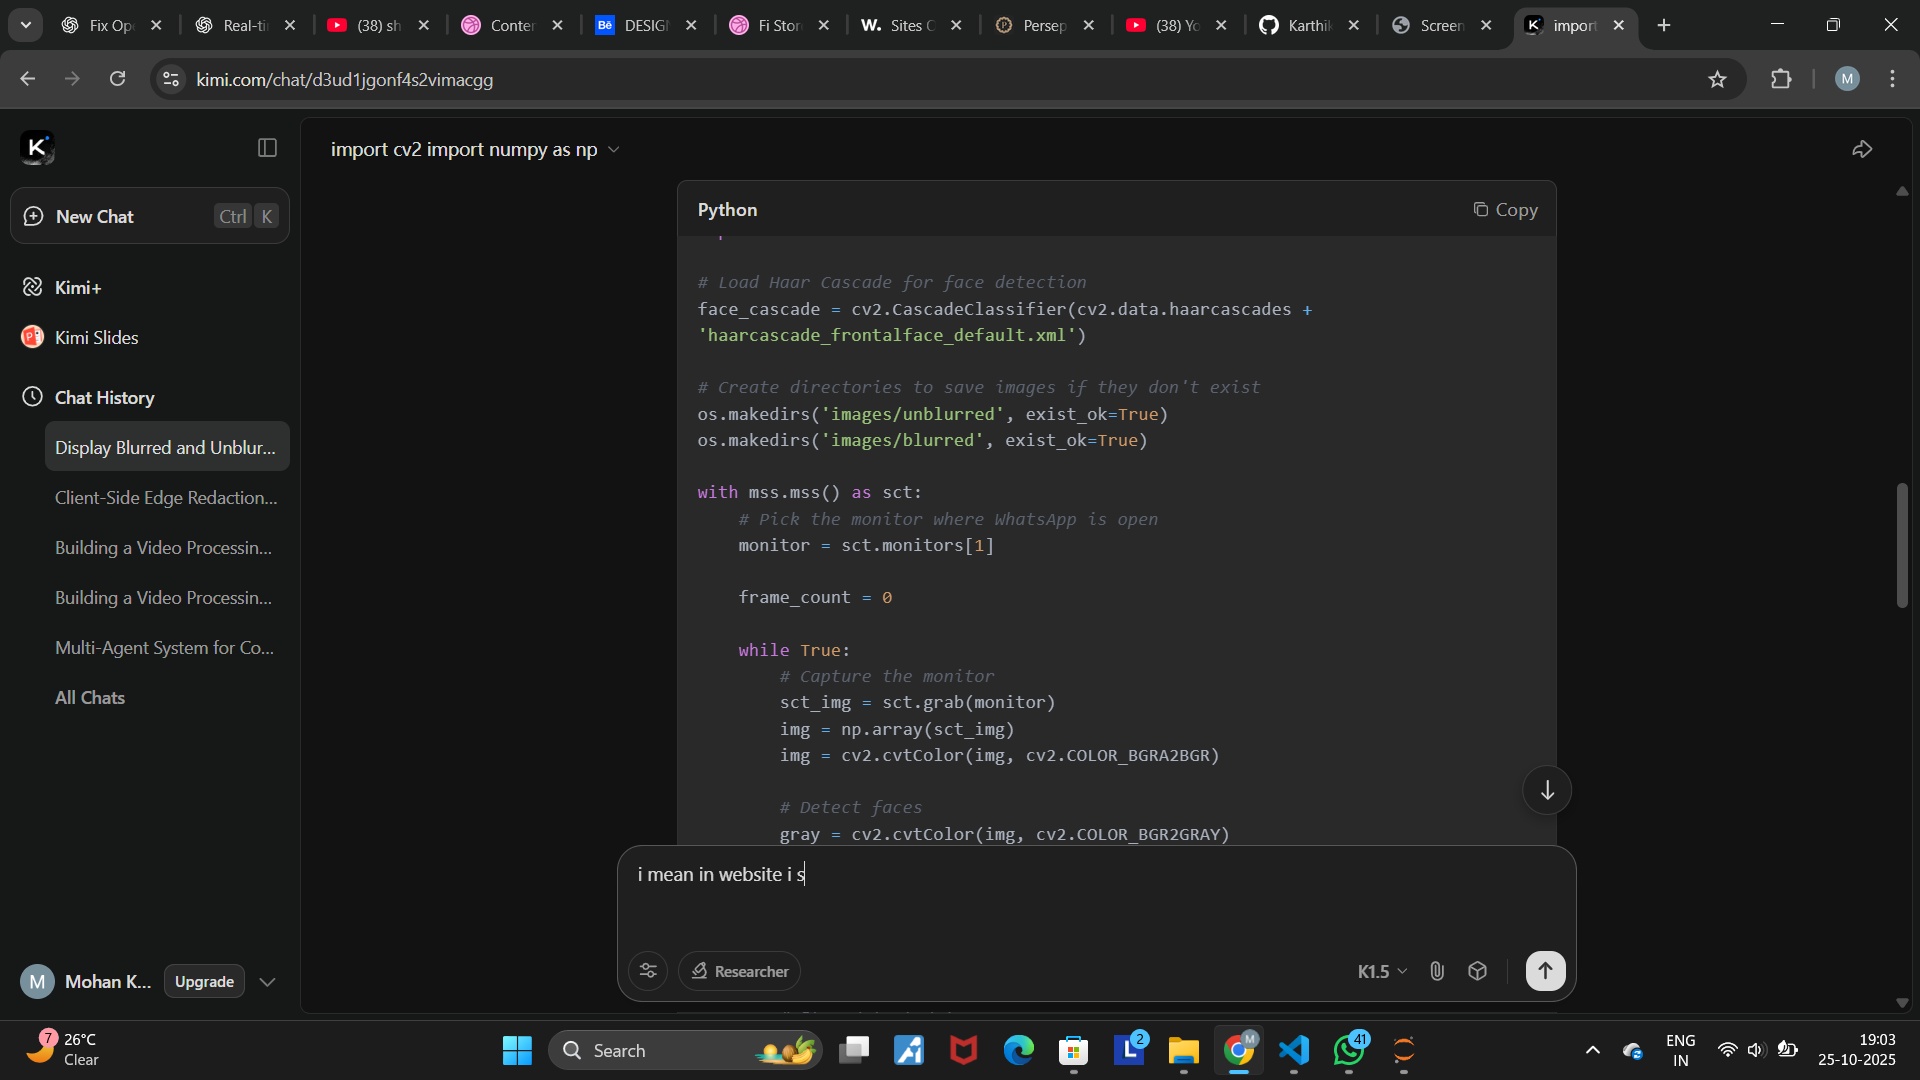 Fix Ope
Real-ti
(38) sh
Conter
Bē
DESIGI
Fi Stor
W.
Sites C
Persep
(38) Yo
Karthik
Screen
import
kimi.com/chat/d3ud1jgonf4s2vimacgg
M
K
import cv2 import numpy as np
New Chat
Ctrl K
Kimi+
Kimi Slides
Chat History
Display Blurred and Unblur...
Client-Side Edge Redaction...
Building a Video Processin...
Building a Video Processin...
Multi-Agent System for Co...
All Chats
M
Mohan K...
Upgrade
Python
Copy
# Load Haar Cascade for face detection
face_cascade = cv2.CascadeClassifier(cv2.data.haarcascades +
'haarcascade_frontalface_default.xml')
# Create directories to save images if they don't exist
os.makedirs('images/unblurred', exist_ok=True)
os.makedirs('images/blurred', exist_ok=True)
with mss.mss() as sct:
# Pick the monitor where WhatsApp is open
monitor = sct.monitors[1]
frame_count = 0
while True:
# Capture the monitor
sct_img = sct.grab(monitor)
img = np.array(sct_img)
img = cv2.cvtColor(img, cv2.COLOR_BGRA2BGR)
# Detect faces
gray = cv2.cvtColor(img, cv2.COLOR_BGR2GRAY)
i mean in website i s
Researcher
K1.5
7
26°C
Clear
Search
L
2
M
41
ENG
IN
19:03
25-10-2025